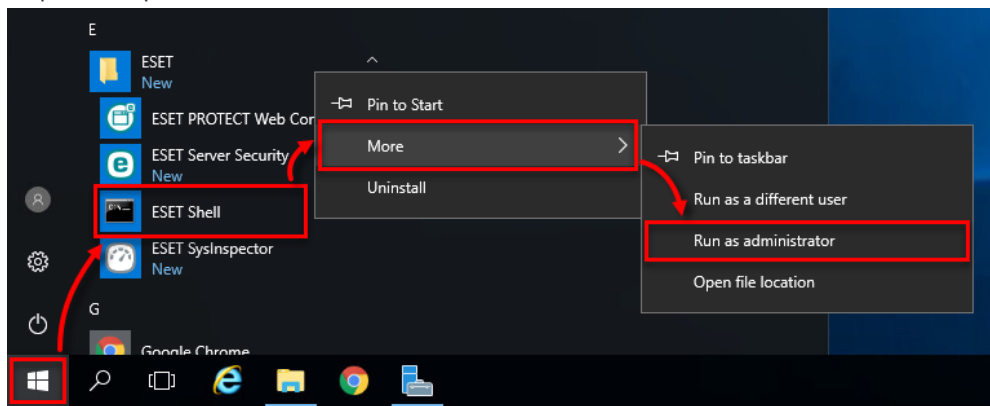 E
ESET
New
ESET PROTECT Web Cor
ESET Server Security
New
ESET Shell
ESET SysInspector
New
G
Google Chrome
Pin to Start
More
Uninstall
Pin to taskbar
Run as a different user
Run as administrator
Open file location